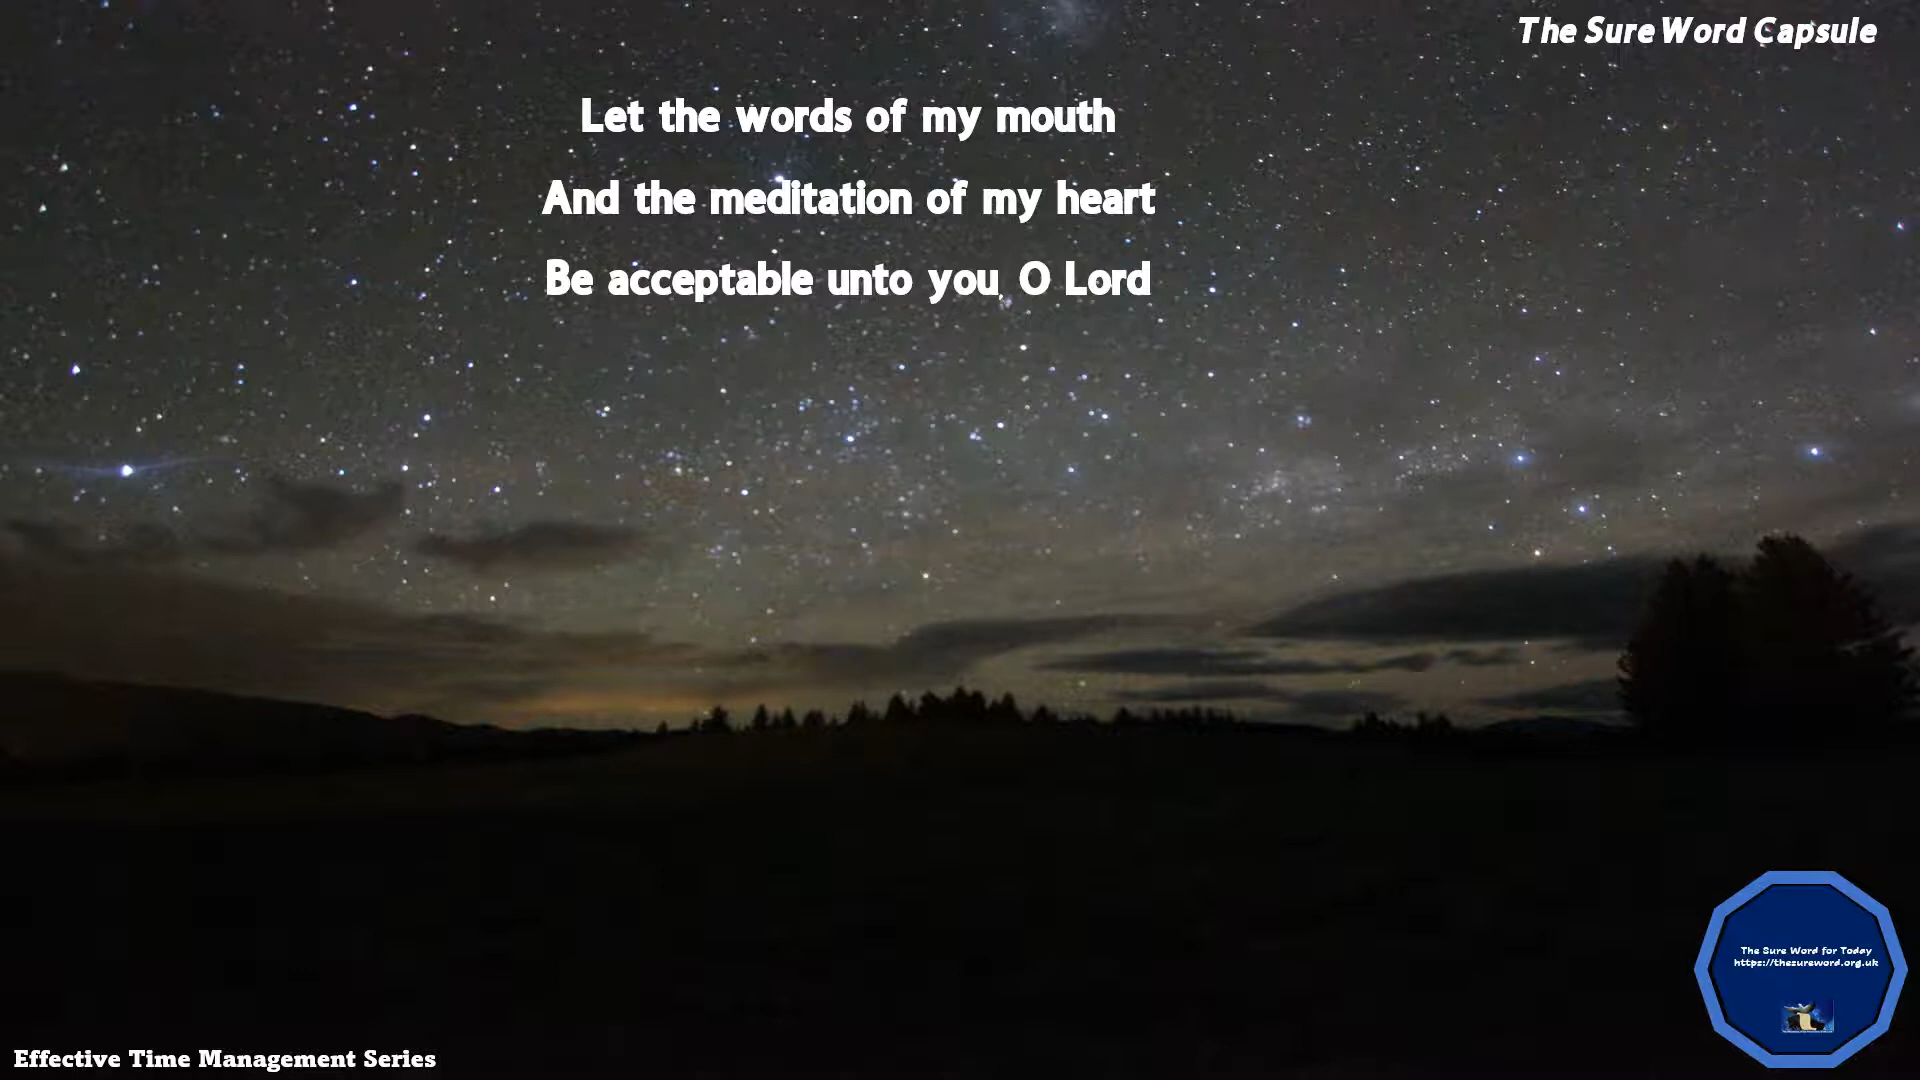 The Sure Word Capsule
Let the words of my mouth
And the meditation of my heart
Be acceptable unto you, O Lord
The Sure Word for Today
https://thesureword.org.uk
Effective Time Management Series